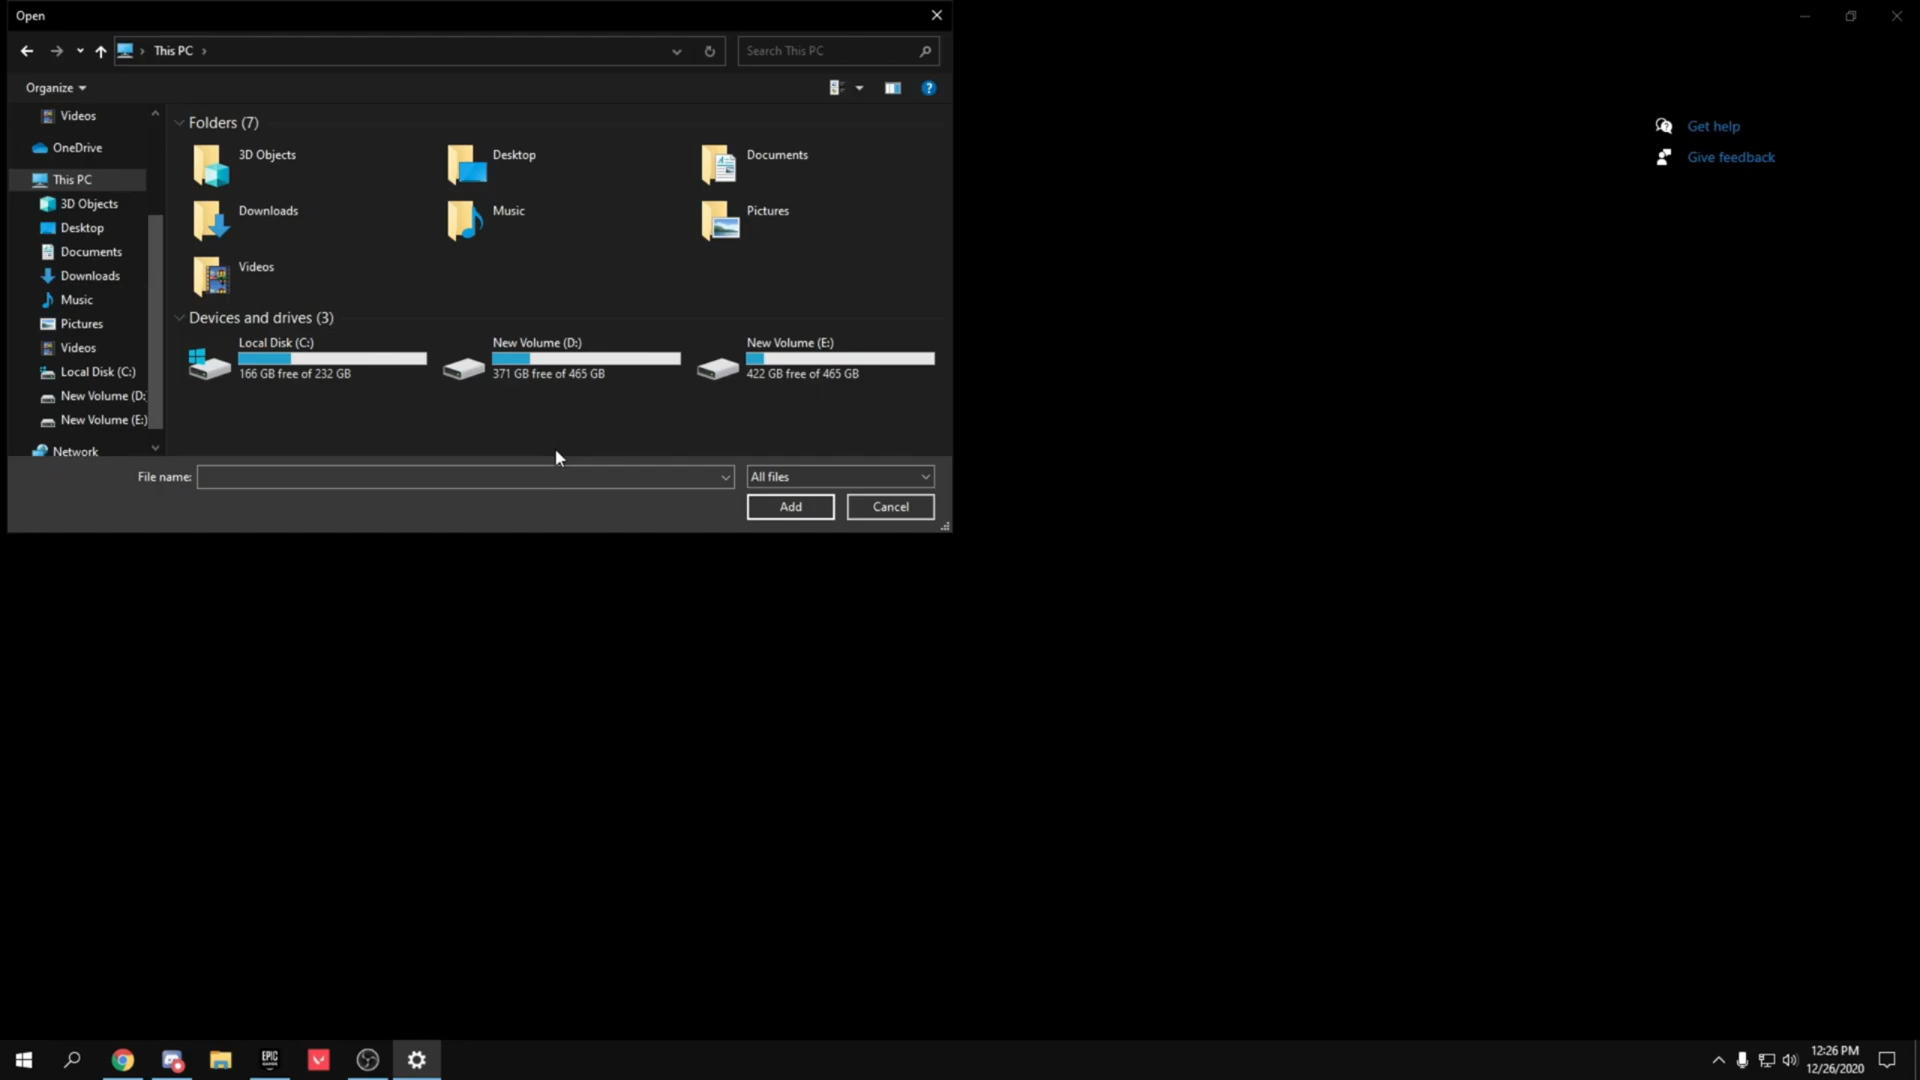 Open
This PC
Search This PC
Organize
Videos
OneDrive
This PC
3D Objects
Desktop
Documents
Downloads
Music
Pictures
Videos
Local Disk (C:)
New Volume (D:
New Volume (E:)
Network
Folders (7)
3D Objects
Desktop
Documents
Downloads
Music
Pictures
Videos
Devices and drives (3)
Local Disk (C:)
166 GB free of 232 GB
New Volume (D:)
371 GB free of 465 GB
New Volume (E:)
422 GB free of 465 GB
File name:
All files
Add
Cancel
Get help
Give feedback
EPIC
GAMES
12:26 PM
12/26/2020